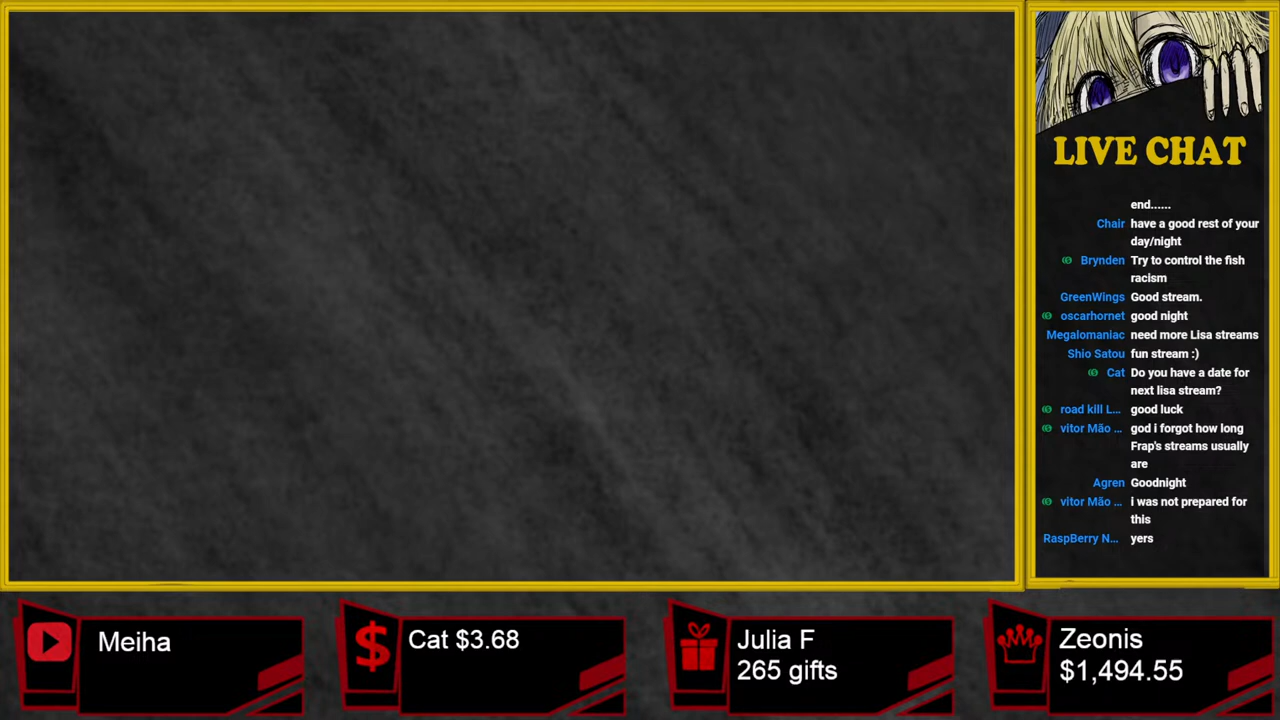 LIVE CHAT
end......
Chair have a good rest of your
day/night
Brynden Try to control the fish
racism
GreenWings Good stream.
oscarhornet good night
Megalomaniac need more Lisa streams
Shio Satou fun stream :)
Cat Do you have a date for
next lisa stream?
road kill L... good luck
vitor Mão ... god i forgot how long
Frap's streams usually
are
Agren Goodnight
vitor Mão ... i was not prepared for
this
RaspBerry N... yers
Meiha
Cat $3.68
Julia F
265 gifts
Zeonis
$1,494.55